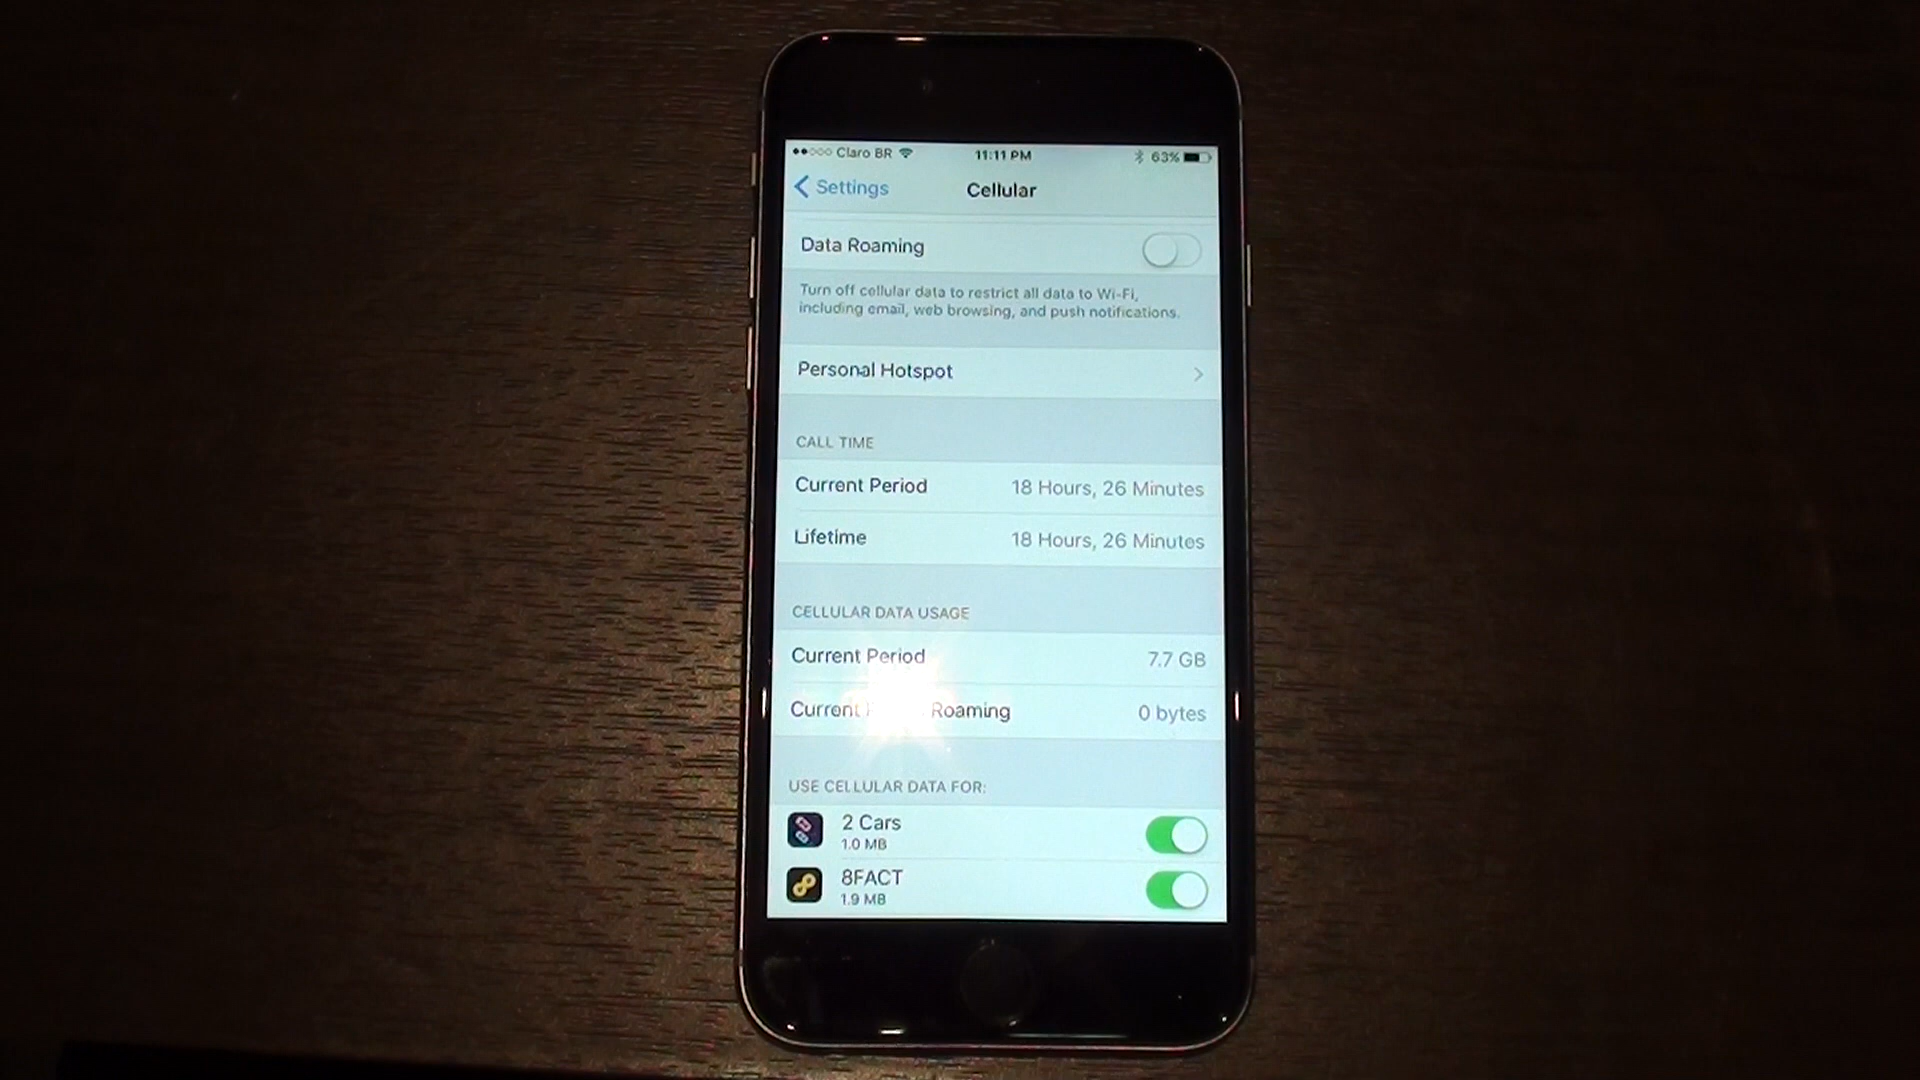 Claro BR 11:11 PM 63%
Settings Cellular
Data Roaming
Turn off cellular data to restrict all data to Wi-Fi,
including email, web browsing, and push notifications.
Personal Hotspot
CALL TIME
Current Period 18 Hours, 26 Minutes
Lifetime 18 Hours, 26 Minutes
CELLULAR DATA USAGE
Current Period 7.7 GB
Current Roaming 0 bytes
USE CELLULAR DATA FOR:
2 Cars
1.0 MB
8FACT
1.9 MB